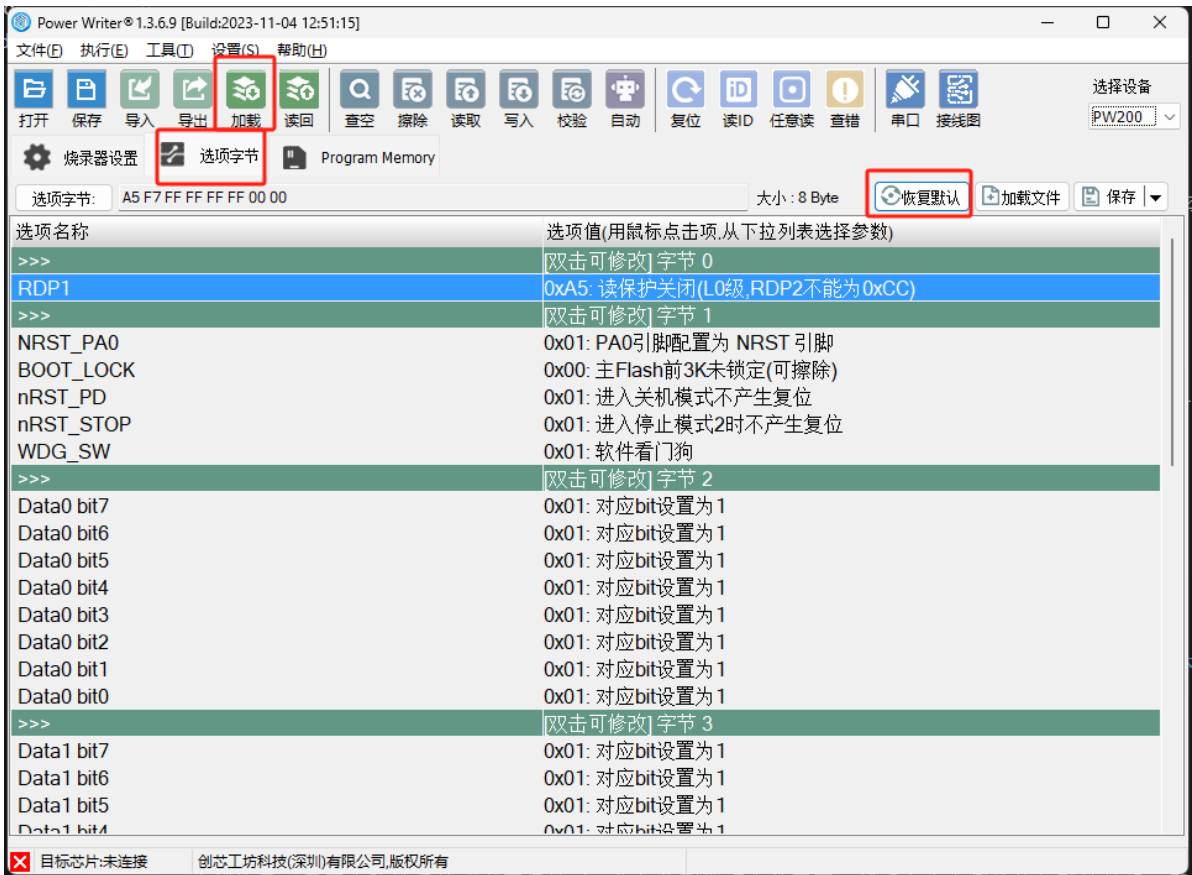 Power Writer® 1.3.6.9 [Build:2023-11-04 12:51:15]
文件(F) 执行(E) 工具(T) 设置(S) 帮助(H)
打开 保存 导入 导出 加载 读回 查空 擦除 读取 写入 校验 自动 复位 读ID 任意读 查错 串口 接线图 选择设备
PW200
烧录器设置 选项字节 Program Memory
选项字节: A5 F7 FF FF FF FF 00 00 大小 : 8 Byte 恢复默认 加载文件 保存
选项名称 选项值(用鼠标点击项.从下拉列表选择参数)
>>> [双击可修改] 字节 0
RDP1 0xA5: 读保护关闭(L0级,RDP2不能为0xCC)
>>> [双击可修改] 字节 1
NRST_PA0 0x01: PA0引脚配置为 NRST 引脚
BOOT_LOCK 0x00: 主Flash前3K未锁定(可擦除)
nRST_PD 0x01: 进入关机模式不产生复位
nRST_STOP 0x01: 进入停止模式2时不产生复位
WDG_SW 0x01: 软件看门狗
>>> [双击可修改] 字节 2
Data0 bit7 0x01: 对应bit设置为1
Data0 bit6 0x01: 对应bit设置为1
Data0 bit5 0x01: 对应bit设置为1
Data0 bit4 0x01: 对应bit设置为1
Data0 bit3 0x01: 对应bit设置为1
Data0 bit2 0x01: 对应bit设置为1
Data0 bit1 0x01: 对应bit设置为1
Data0 bit0 0x01: 对应bit设置为1
>>> [双击可修改] 字节 3
Data1 bit7 0x01: 对应bit设置为1
Data1 bit6 0x01: 对应bit设置为1
Data1 bit5 0x01: 对应bit设置为1
Data1 bit4 0x01: 对应bit设置为1
目标芯片:未连接 创芯工坊科技(深圳)有限公司,版权所有